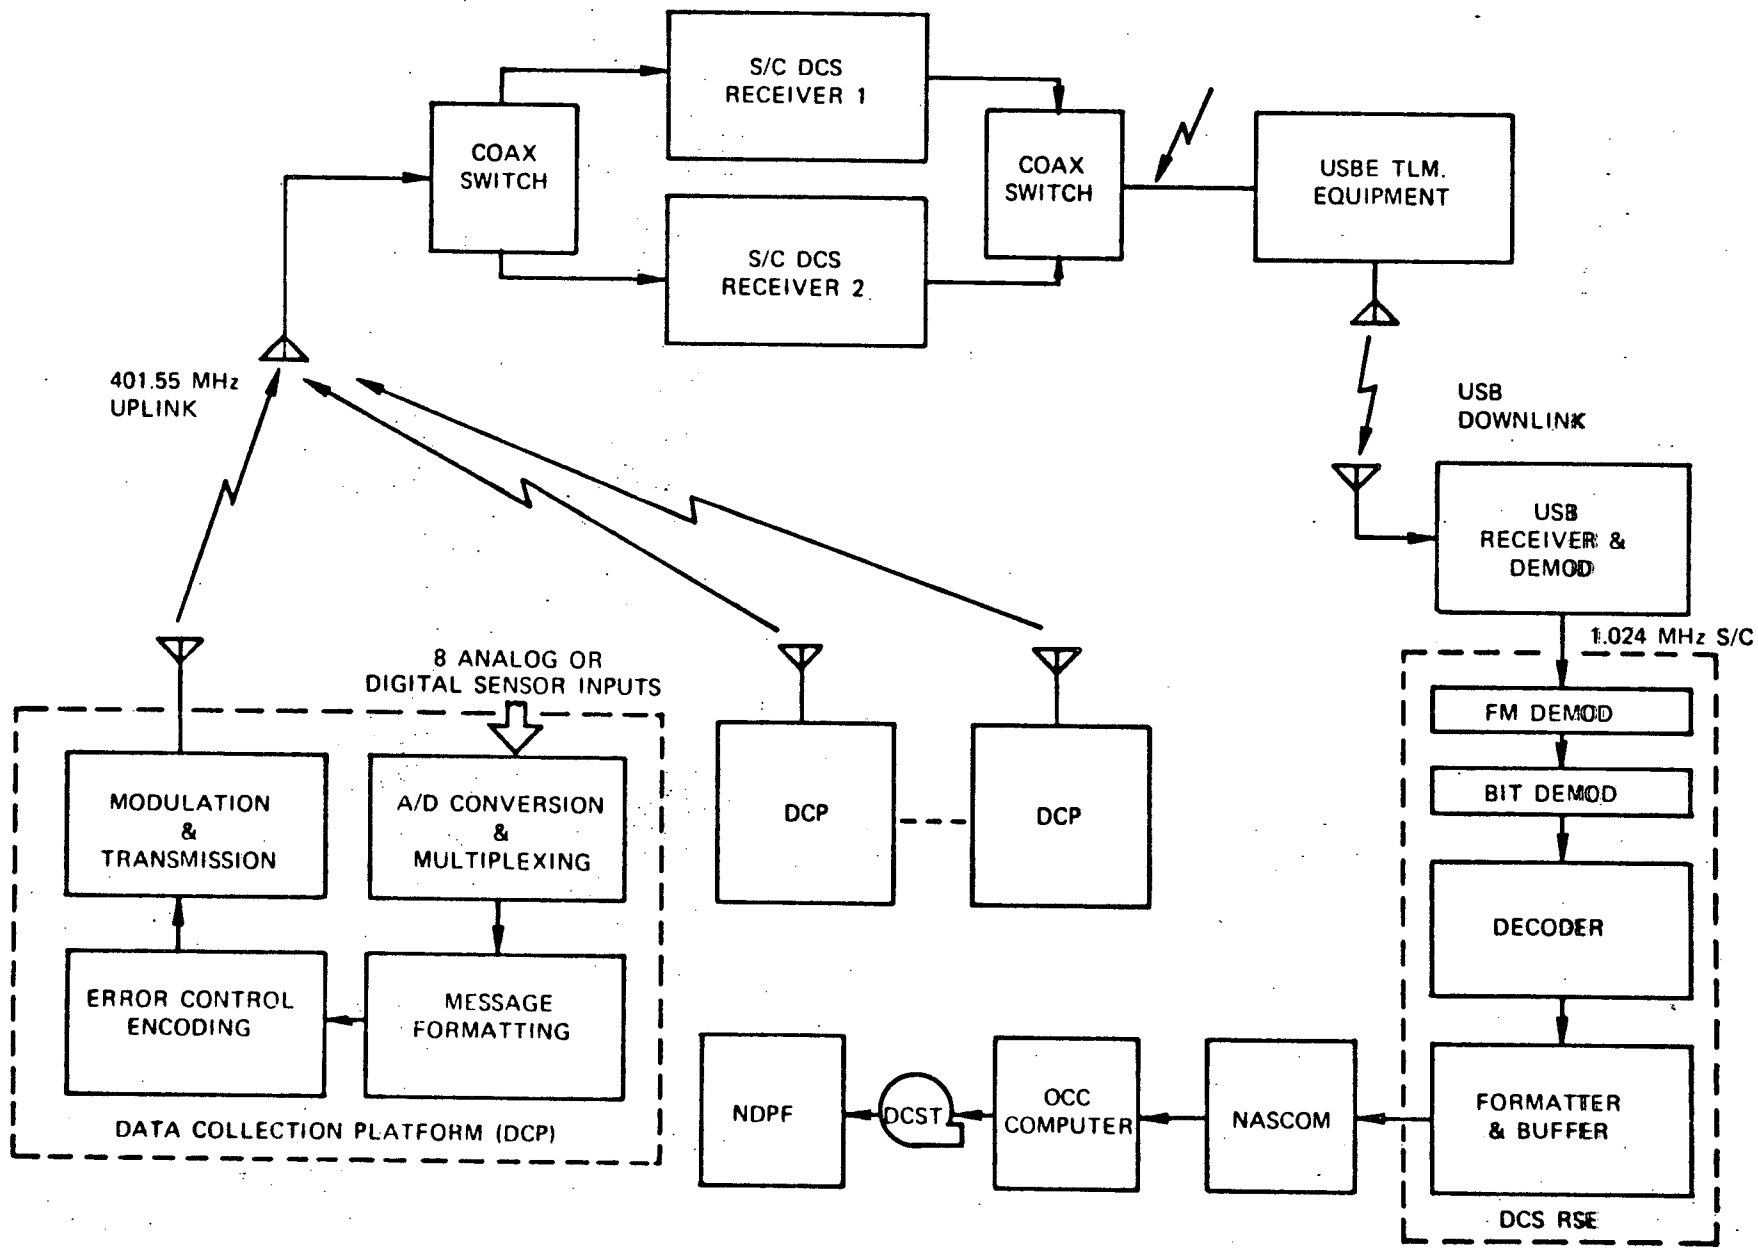 S/C DCS
RECEIVER 1
COAX
SWITCH
COAX
SWITCH
USBE TLM.
EQUIPMENT
S/C DCS
RECEIVER 2
401.55 MHz
UPLINK
USB
DOWNLINK
USB
RECEIVER &
DEMOD
1.024 MHz S/C
8 ANALOG OR
DIGITAL SENSOR INPUTS
FM DEMOD
BIT DEMOD
MODULATION
&
TRANSMISSION
A/D CONVERSION
&
MULTIPLEXING
DCP
DCP
DECODER
ERROR CONTROL
ENCODING
MESSAGE
FORMATTING
DATA COLLECTION PLATFORM (DCP)
NDPF
DCST
OCC
COMPUTER
NASCOM
FORMATTER
& BUFFER
DCS RSE